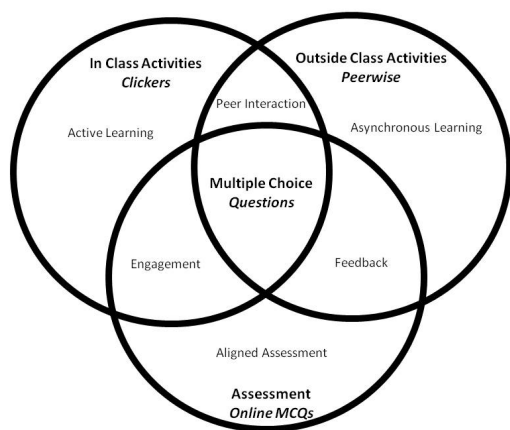 In Class Activities
Clickers
Outside Class Activities
Peerwise
Peer Interaction
Active Learning
Asynchronous Learning
Multiple Choice
Questions
Engagement
Feedback
Aligned Assessment
Assessment
Online MCQs